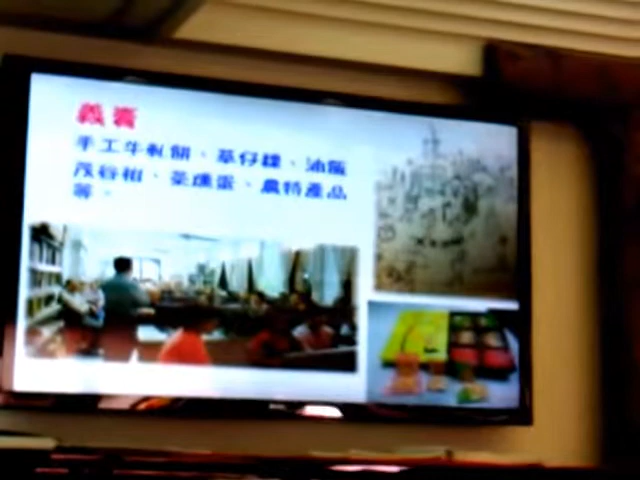 義賣
手工牛軋餅、草仔粿、油飯
茂谷柑、茶燻蛋、農特產品
等。